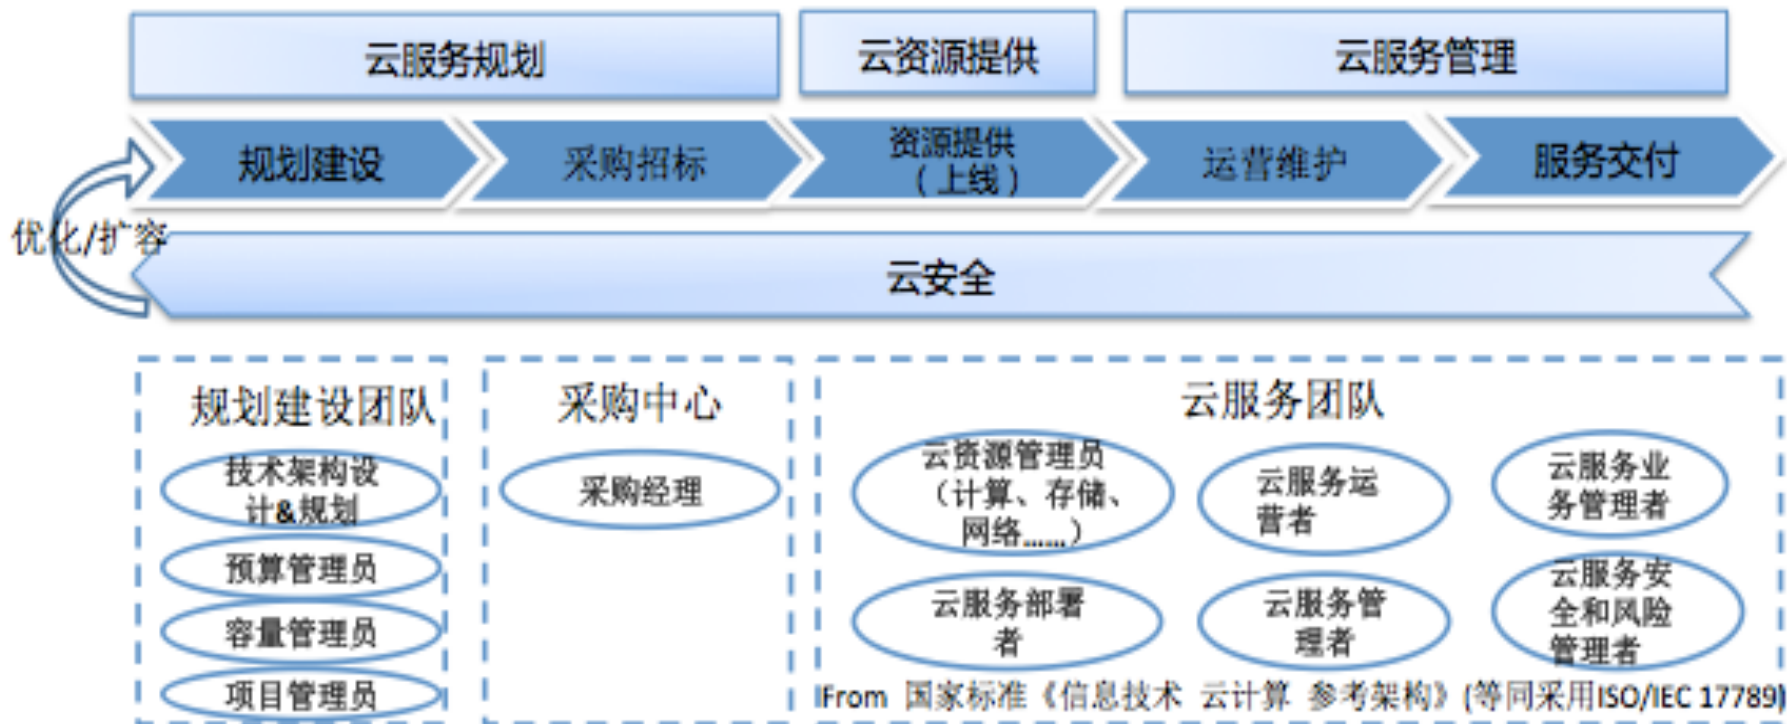 云服务规划
云资源提供
云服务管理
规划建设
采购招标
资源提供
（上线）
运营维护
服务交付
优化/扩容
云安全
规划建设团队
技术架构设
计&规划
预算管理员
容量管理员
项目管理员
采购中心
采购经理
云服务团队
云资源管理员
（计算、存储、
网络……）
云服务运
营者
云服务业
务管理者
云服务部署
者
云服务管
理者
云服务安
全和风险
管理者
From 国家标准《信息技术 云计算 参考架构》(等同采用ISO/IEC 17789)